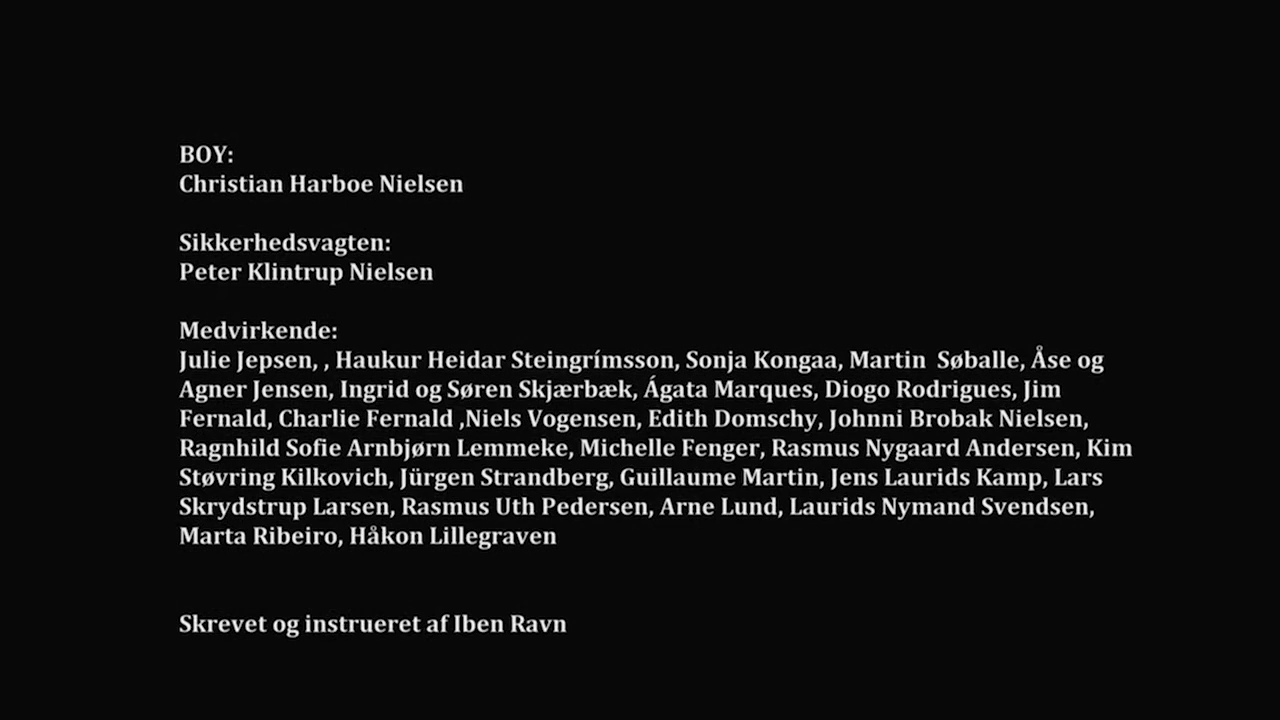 BOY:
Christian Harboe Nielsen
Sikkerhedsvagten:
Peter Klintrup Nielsen
Medvirkende:
Julie Jepsen, , Haukur Heidar Steingrímsson, Sonja Kongaa, Martin  Søballe, Åse og
Agner Jensen, Ingrid og Søren Skjærbæk, Ágata Marques, Diogo Rodrigues, Jim
Fernald, Charlie Fernald ,Niels Vogensen, Edith Domschy, Johnni Brobak Nielsen,
Ragnhild Sofie Arnbjørn Lemmeke, Michelle Fenger, Rasmus Nygaard Andersen, Kim
Støvring Kilkovich, Jürgen Strandberg, Guillaume Martin, Jens Laurids Kamp, Lars
Skrydstrup Larsen, Rasmus Uth Pedersen, Arne Lund, Laurids Nymand Svendsen,
Marta Ribeiro, Håkon Lillegraven
Skrevet og instrueret af Iben Ravn